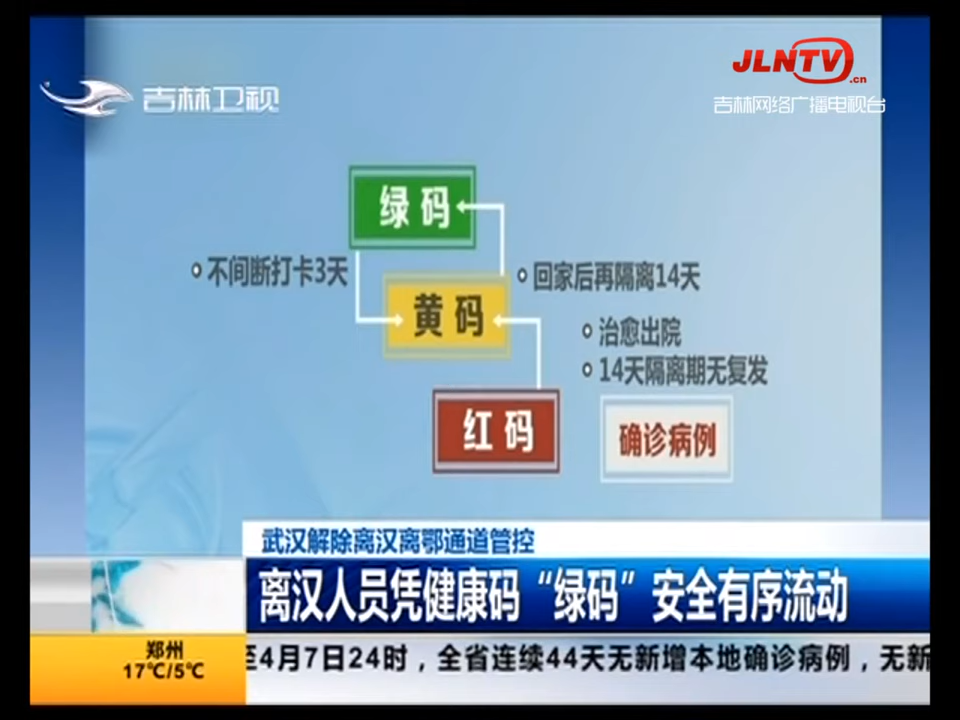 JLNTV.cn
吉林卫视
吉林网络广播电视台
绿码
不间断打卡3天
回家后再隔离14天
黄码
治愈出院
14天隔离期无复发
红码
确诊病例
武汉解除离汉离鄂通道管控
离汉人员凭健康码“绿码”安全有序流动
郑州
17℃/5℃
至4月7日24时，全省连续44天无新增本地确诊病例，无新